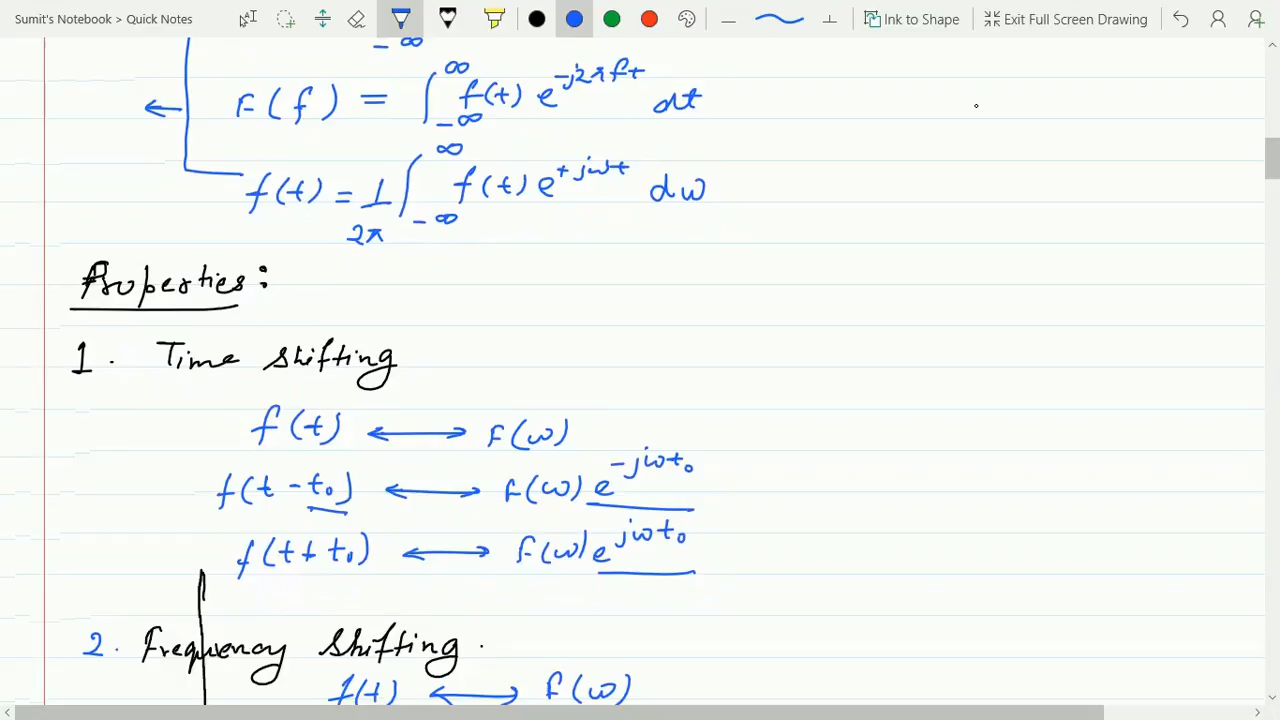 Sumit's Notebook > Quick Notes
Ink to Shape
Exit Full Screen Drawing
- ∞
F(f) = ∫_{-∞}^{∞} f(t) e^{-j2πft} dt
f(t) = 1/2π ∫_{-∞}^{∞} f(t) e^{+jωt} dω
Properties:
1. Time shifting
f(t) ⟷ F(ω)
f(t - t₀) ⟷ F(ω) e^{-jωt₀}
f(t + t₀) ⟷ F(ω) e^{jωt₀}
2. Frequency Shifting.
f(t) ⟷ F(ω)